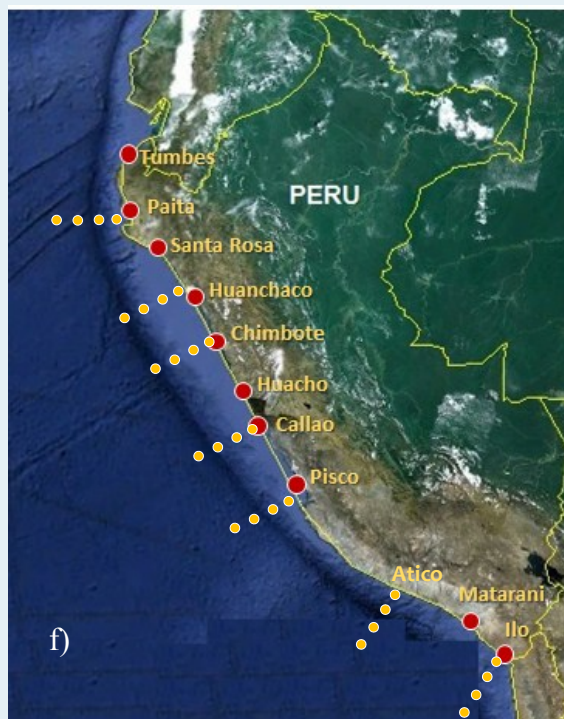 Tumbes
PERU
Paita
Santa Rosa
Huanchaco
Chimbote
Huacho
Callao
Pisco
Atico
Matarani
Ilo
f)